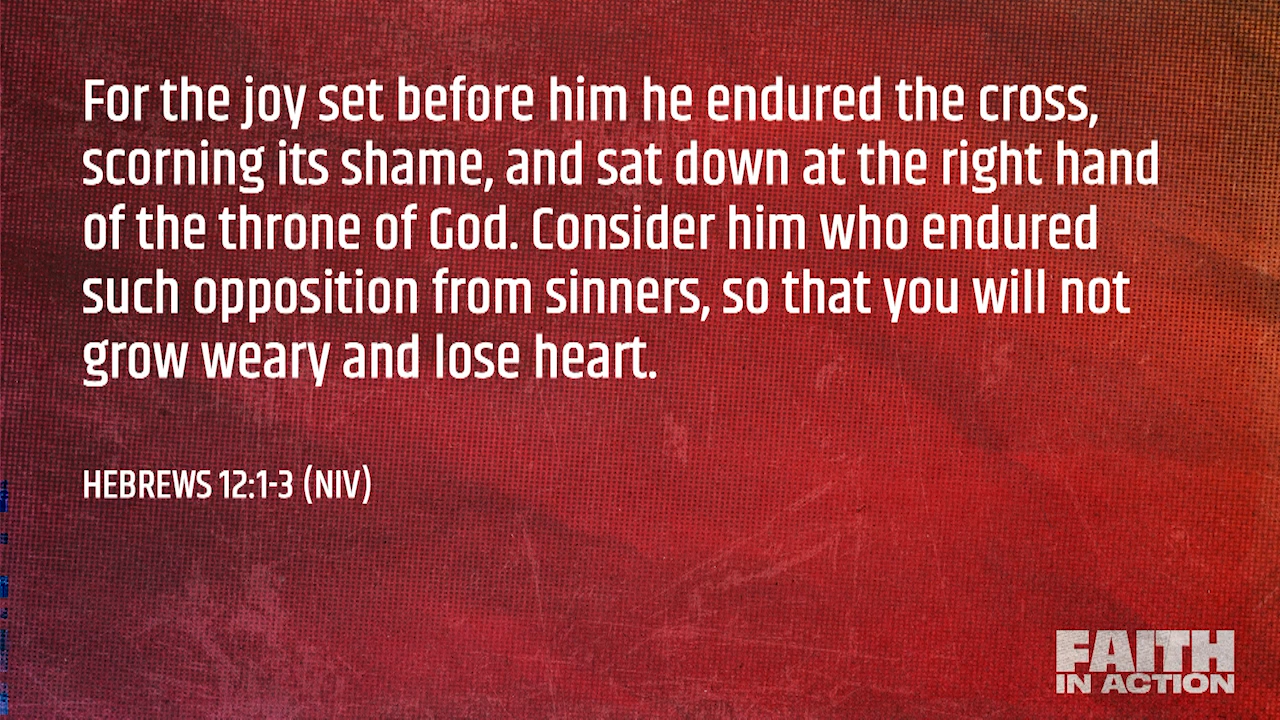 For the joy set before him he endured the cross,
scorning its shame, and sat down at the right hand
of the throne of God. Consider him who endured
such opposition from sinners, so that you will not
grow weary and lose heart.
HEBREWS 12:1-3 (NIV)
FAITH
IN ACTION